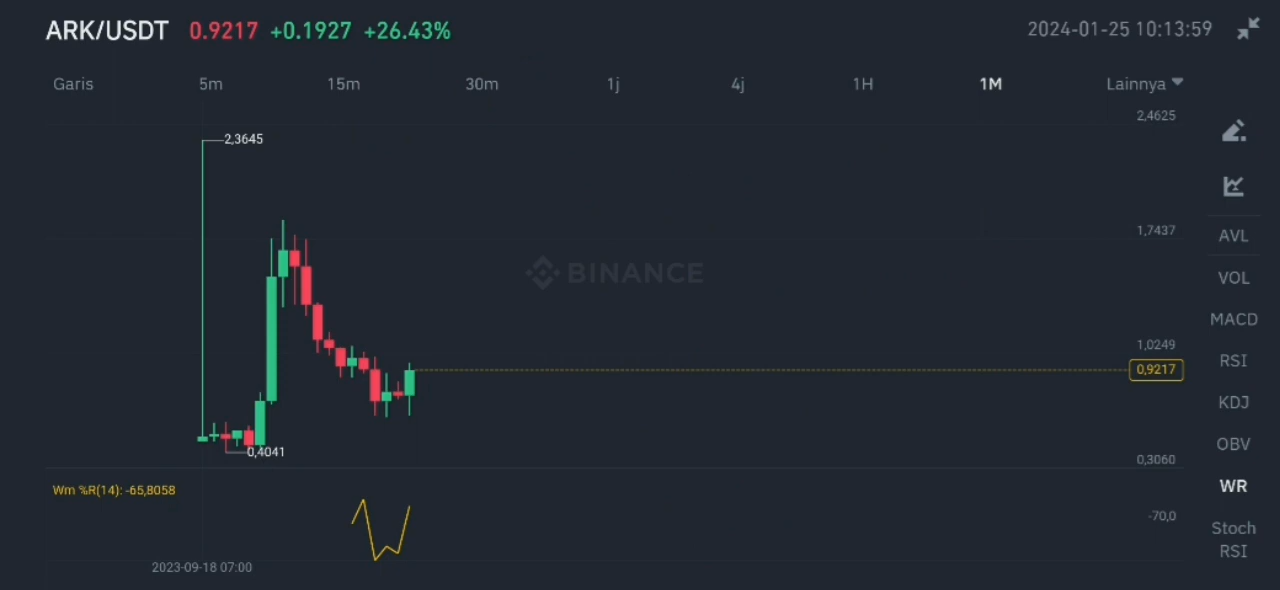 ARK/USDT 0.9217 +0.1927 +26.43% 2024-01-25 10:13:59
Garis 5m 15m 30m 1j 4j 1H 1M Lainnya
2,4625
2,3645
1,7437
AVL
BINANCE
VOL
MACD
1,0249
RSI
0,9217
KDJ
OBV
0,4041
0,3060
Wm %R(14): -65,8058
WR
-70,0
Stoch
RSI
2023-09-18 07:00